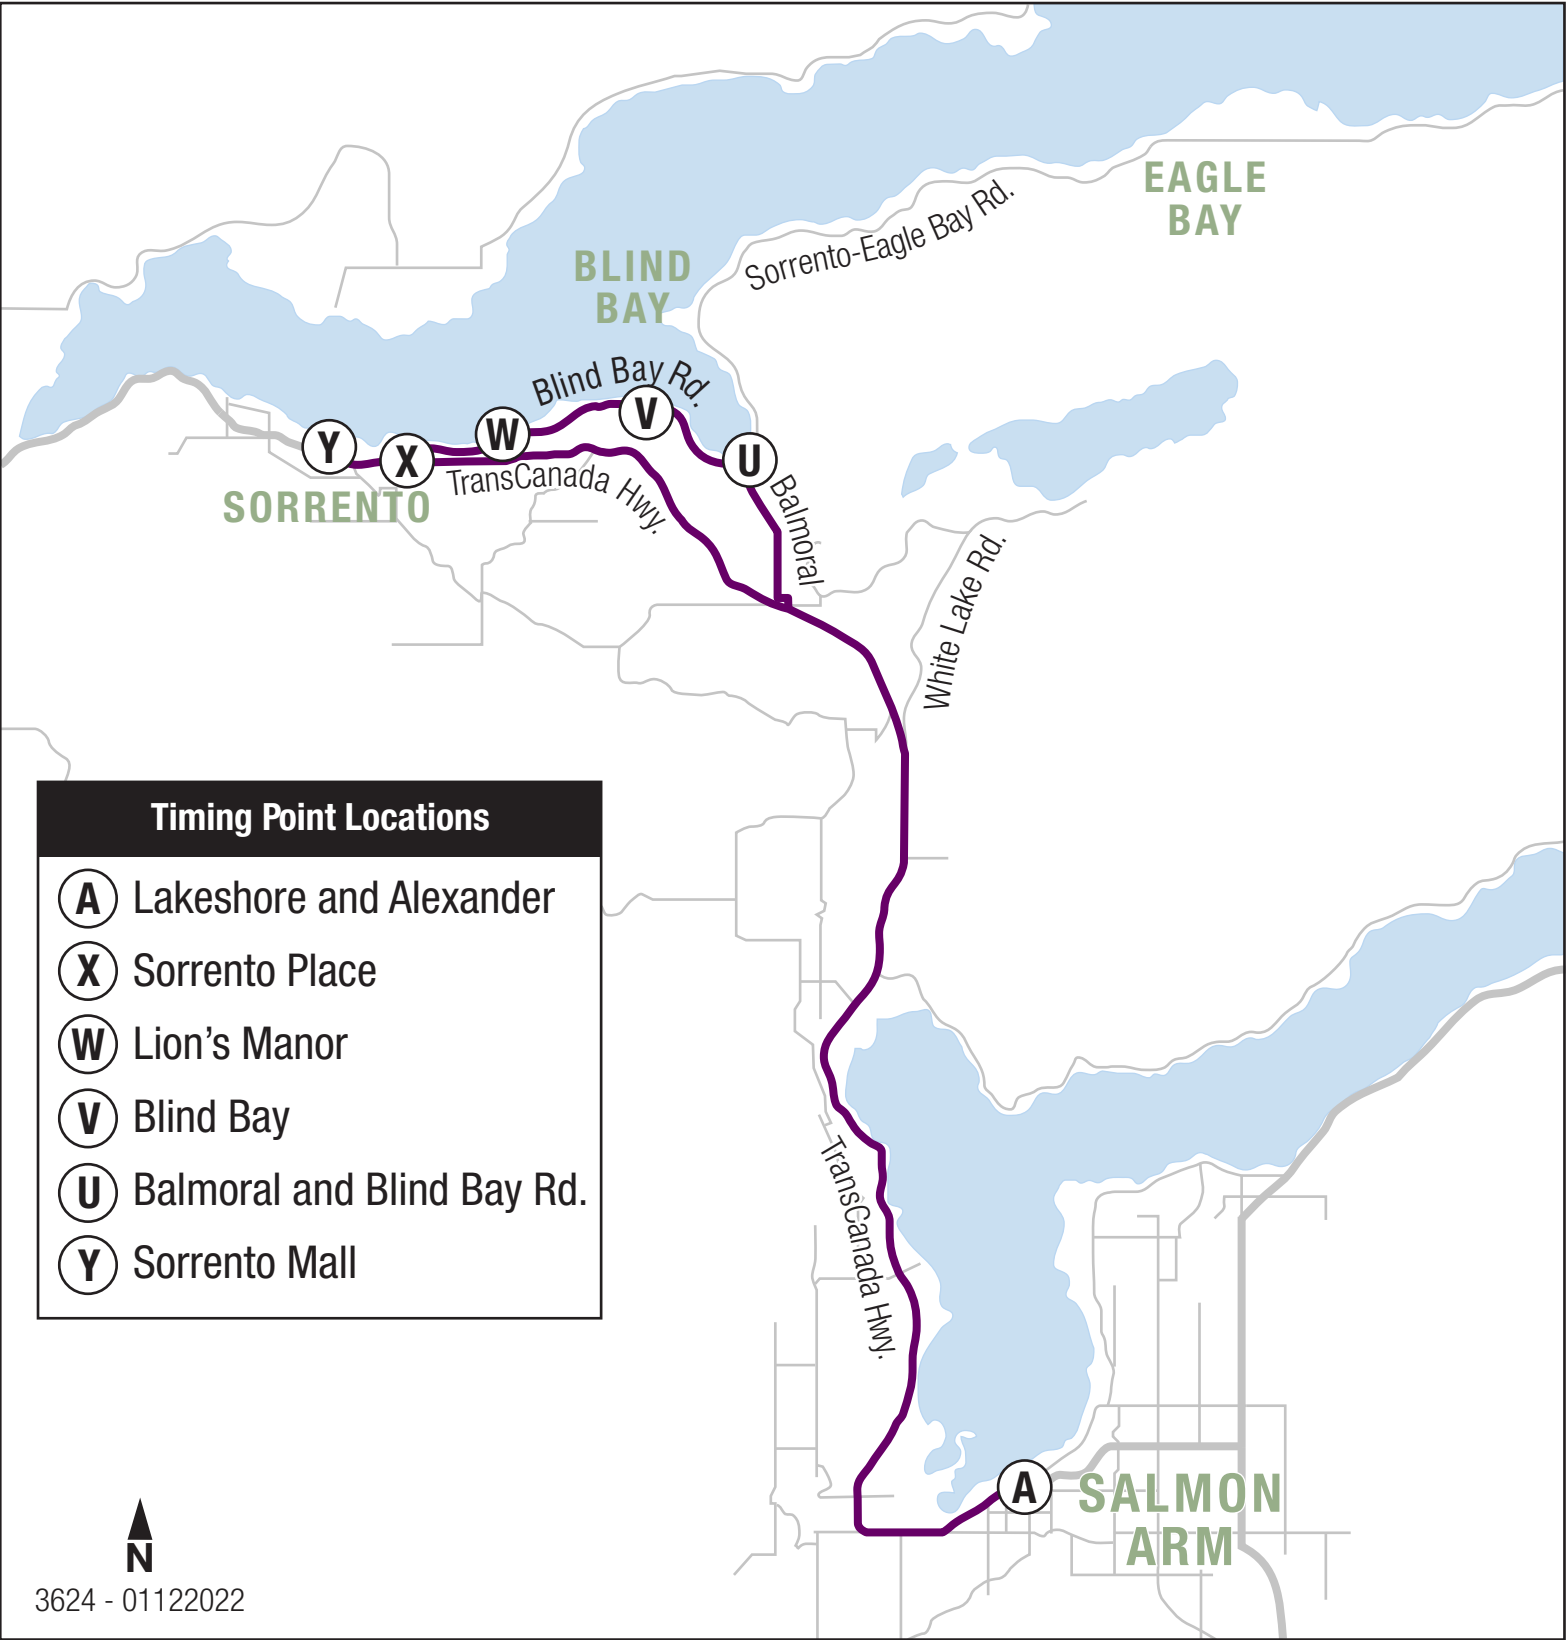 EAGLE
BAY
Sorrento-Eagle Bay Rd.
BLIND
BAY
Blind Bay Rd.
V
W
Y
X
U
TransCanada Hwy.
SORRENTO
Balmoral
White Lake Rd.
Timing Point Locations
A Lakeshore and Alexander
X Sorrento Place
W Lion’s Manor
V Blind Bay
U Balmoral and Blind Bay Rd.
Y Sorrento Mall
TransCanada Hwy.
A
SALMON
ARM
N
3624 - 01122022